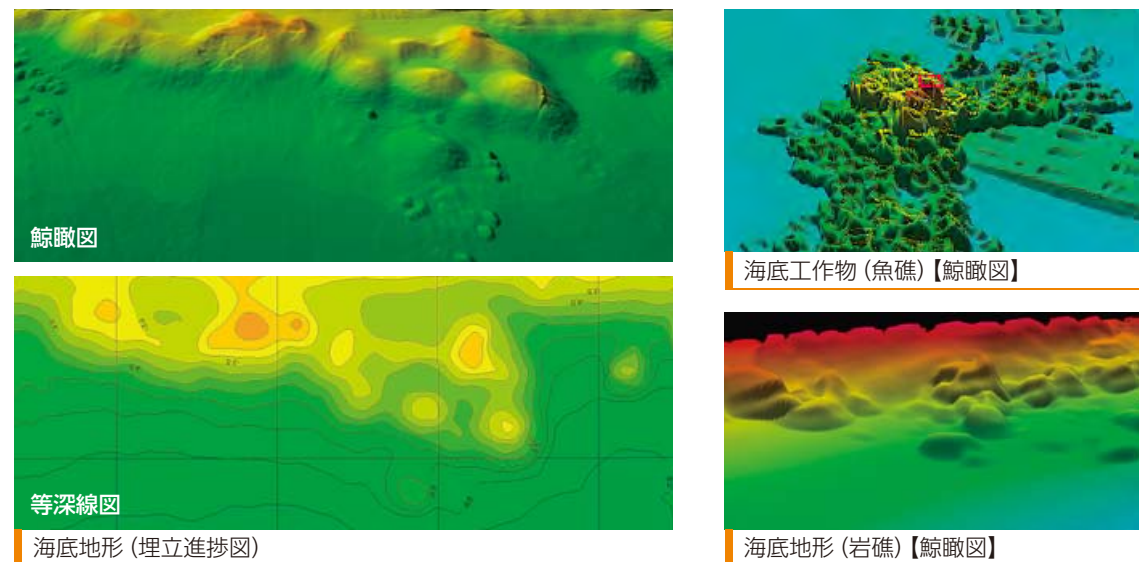 鯨瞰図
等深線図
海底地形（埋立進捗図）
海底工作物（魚礁）【鯨瞰図】
海底地形（岩礁）【鯨瞰図】